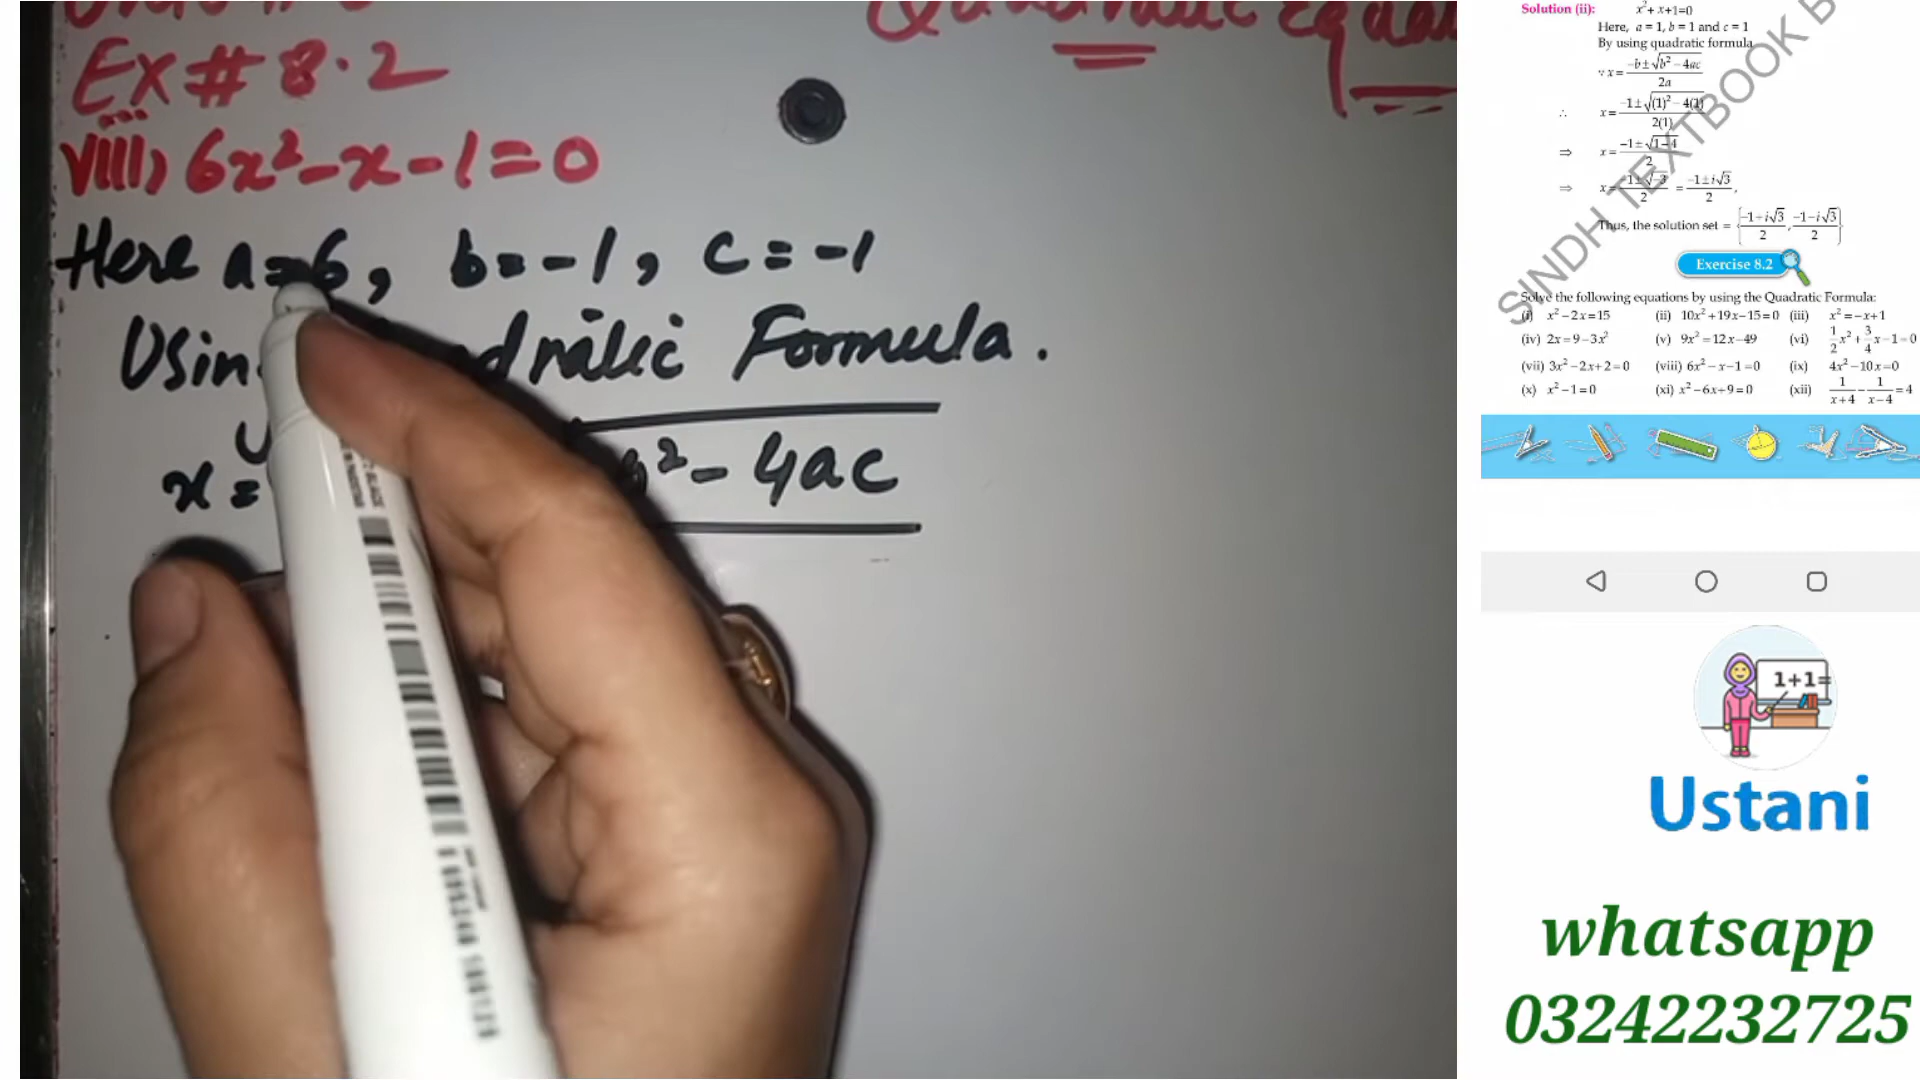 Ex # 8.2
viii) 6x² - x - 1 = 0
Here a = 6, b = -1, c = -1
Formula.
x =
² - 4ac
Solution (ii): x² + x + 1 = 0
Here, a = 1, b = 1 and c = 1
By using quadratic formula
∵ x = (-b ± √(b² - 4ac)) / 2a
∴ x = (-1 ± √((1)² - 4(1))) / 2(1)
⇒ x = (-1 ± √(1-4)) / 2
⇒ x = (-1 ± √-3) / 2 = (-1 ± i√3) / 2,
Thus, the solution set = {(-1 + i√3) / 2, (-1 - i√3) / 2}
SINDH TEXTBOOK B
Exercise 8.2
Solve the following equations by using the Quadratic Formula:
(i) x² - 2x = 15 (ii) 10x² + 19x - 15 = 0 (iii) x² = -x + 1
(iv) 2x = 9 - 3x² (v) 9x² = 12x - 49 (vi) 1/2 x² + 3/4 x - 1 = 0
(vii) 3x² - 2x + 2 = 0 (viii) 6x² - x - 1 = 0 (ix) 4x² - 10x = 0
(x) x² - 1 = 0 (xi) x² - 6x + 9 = 0 (xii) 1/(x+4) - 1/(x-4) = 4
1+1=
Ustani
whatsapp
03242232725